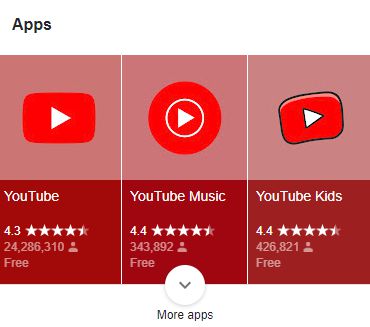 Apps
YouTube YouTube Music YouTube Kids
4.3 4.4 4.4
24,286,310 343,892 426,821
Free Free Free
More apps